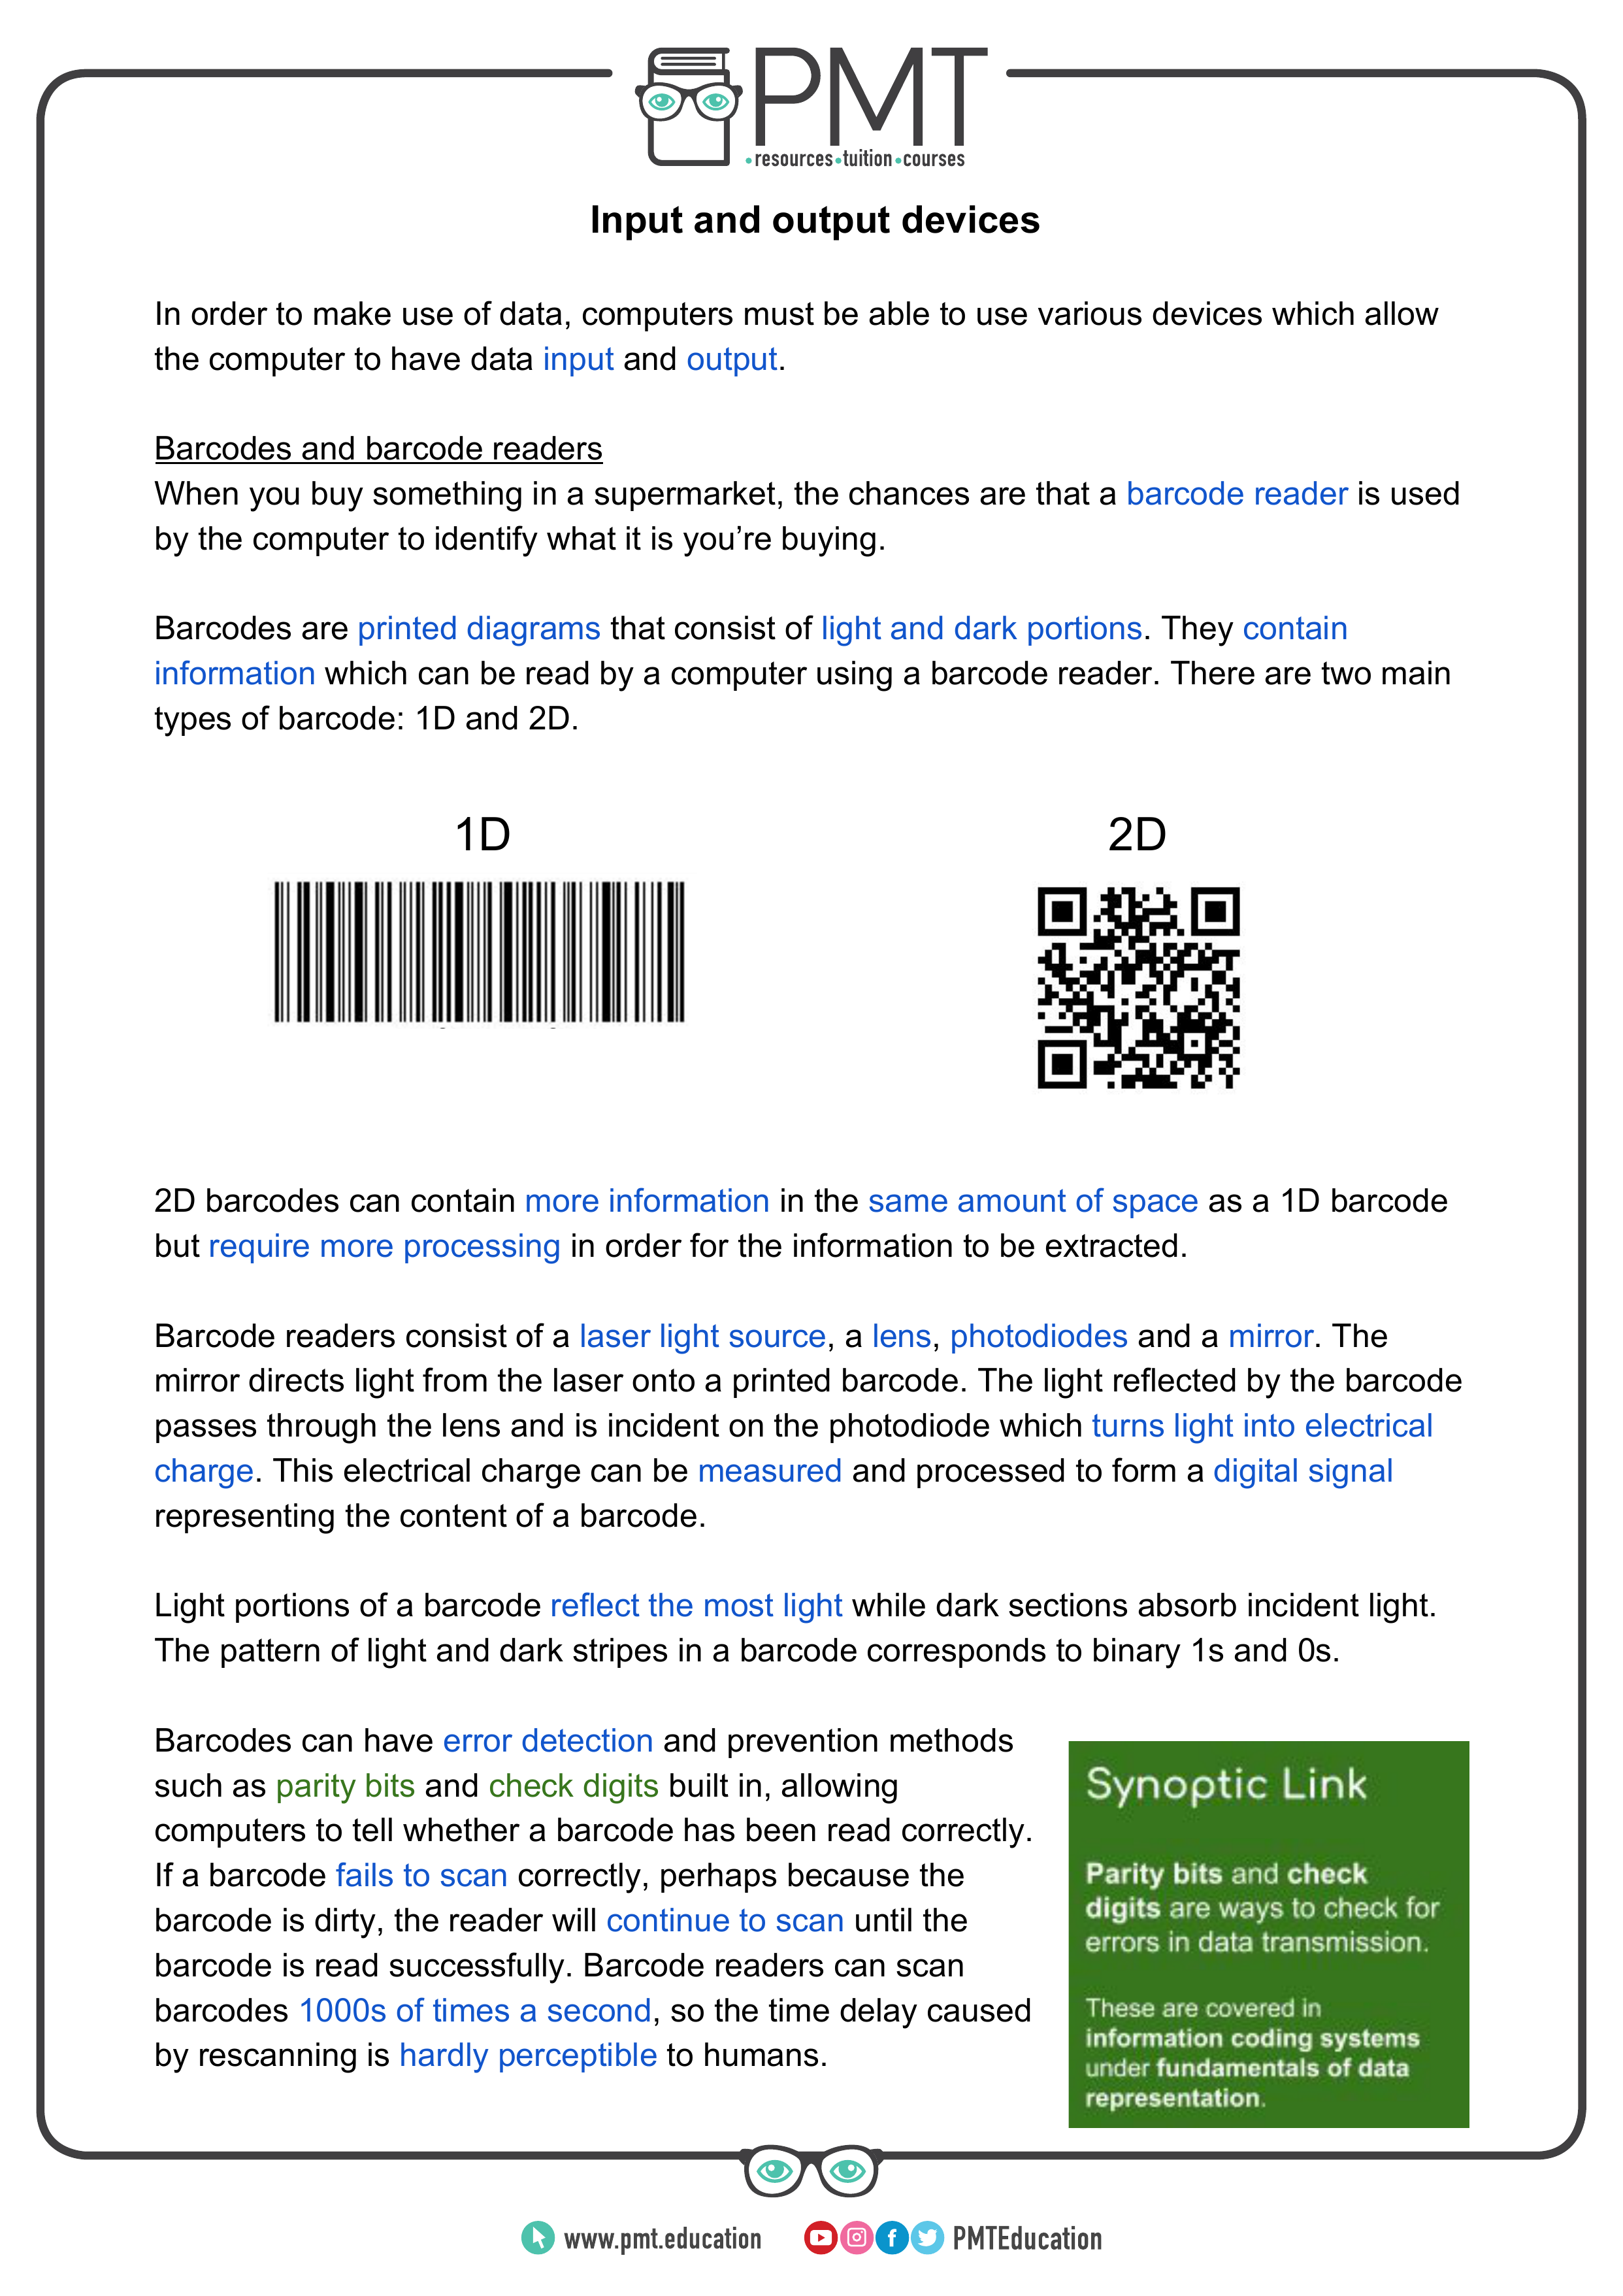 PMT
resources tuition courses
Input and output devices
In order to make use of data, computers must be able to use various devices which allow
the computer to have data input and output.
Barcodes and barcode readers
When you buy something in a supermarket, the chances are that a barcode reader is used
by the computer to identify what it is you’re buying.
Barcodes are printed diagrams that consist of light and dark portions. They contain
information which can be read by a computer using a barcode reader. There are two main
types of barcode: 1D and 2D.
1D
2D
2D barcodes can contain more information in the same amount of space as a 1D barcode
but require more processing in order for the information to be extracted.
Barcode readers consist of a laser light source, a lens, photodiodes and a mirror. The
mirror directs light from the laser onto a printed barcode. The light reflected by the barcode
passes through the lens and is incident on the photodiode which turns light into electrical
charge. This electrical charge can be measured and processed to form a digital signal
representing the content of a barcode.
Light portions of a barcode reflect the most light while dark sections absorb incident light.
The pattern of light and dark stripes in a barcode corresponds to binary 1s and 0s.
Barcodes can have error detection and prevention methods
such as parity bits and check digits built in, allowing
computers to tell whether a barcode has been read correctly.
If a barcode fails to scan correctly, perhaps because the
barcode is dirty, the reader will continue to scan until the
barcode is read successfully. Barcode readers can scan
barcodes 1000s of times a second, so the time delay caused
by rescanning is hardly perceptible to humans.
Synoptic Link
Parity bits and check
digits are ways to check for
errors in data transmission.
These are covered in
information coding systems
under fundamentals of data
representation.
www.pmt.education
PMTEducation